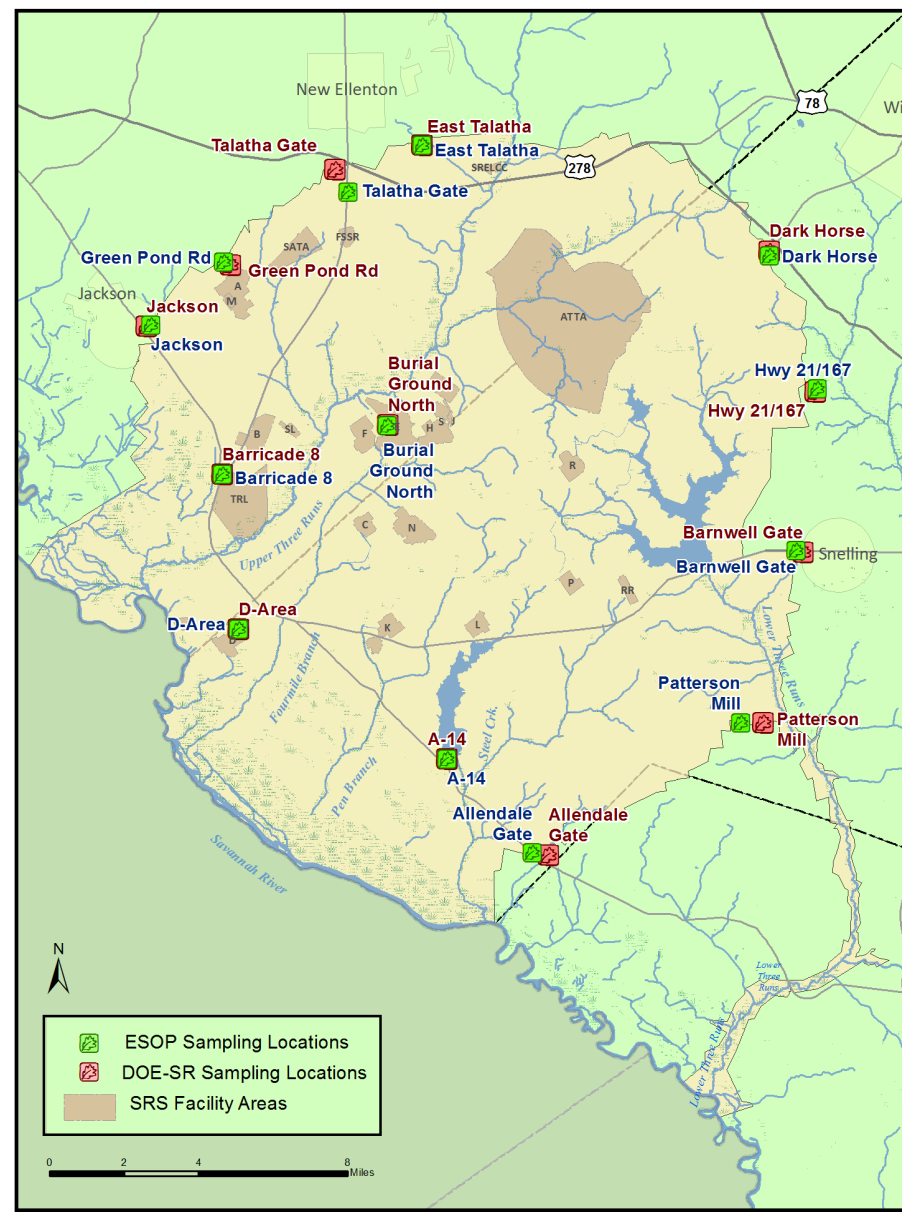 New Ellenton
78
Wi
East Talatha
Talatha Gate
East Talatha
SRELCC
278
Talatha Gate
Dark Horse
FSSR
SATA
Green Pond Rd
Dark Horse
Green Pond Rd
A
Jackson
M
Jackson
ATTA
Jackson
Burial
Ground
North
Hwy 21/167
Hwy 21/167
S
J
H
F
B
SL
Burial
Ground
North
Barricade 8
Barricade 8
R
TRL
Upper Three Runs
C
N
Barnwell Gate
Snelling
Barnwell Gate
P
RR
D-Area
D-Area
D
K
L
Lower Three Runs
Fourmile Branch
Patterson
Mill
Patterson
Mill
Steel Crk.
A-14
A-14
Pen Branch
Allendale
Gate
Allendale
Gate
Savannah River
N
Lower
Three
Runs
Lower Three Runs
ESOP Sampling Locations
DOE-SR Sampling Locations
SRS Facility Areas
0 2 4 8
Miles